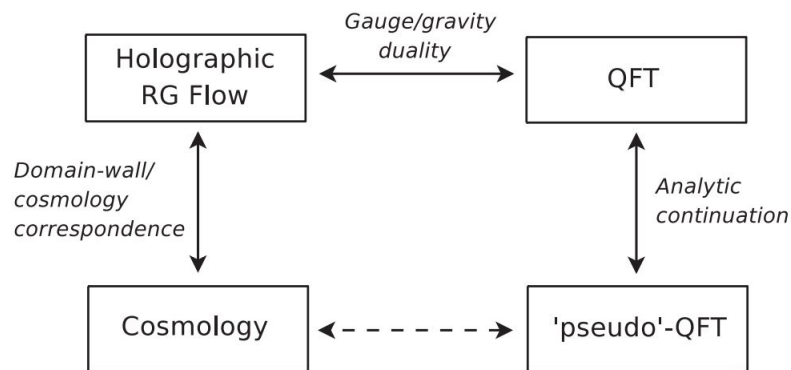 Gauge/gravity
duality
Holographic
RG Flow
QFT
Domain-wall/
cosmology
correspondence
Analytic
continuation
Cosmology
'pseudo'-QFT